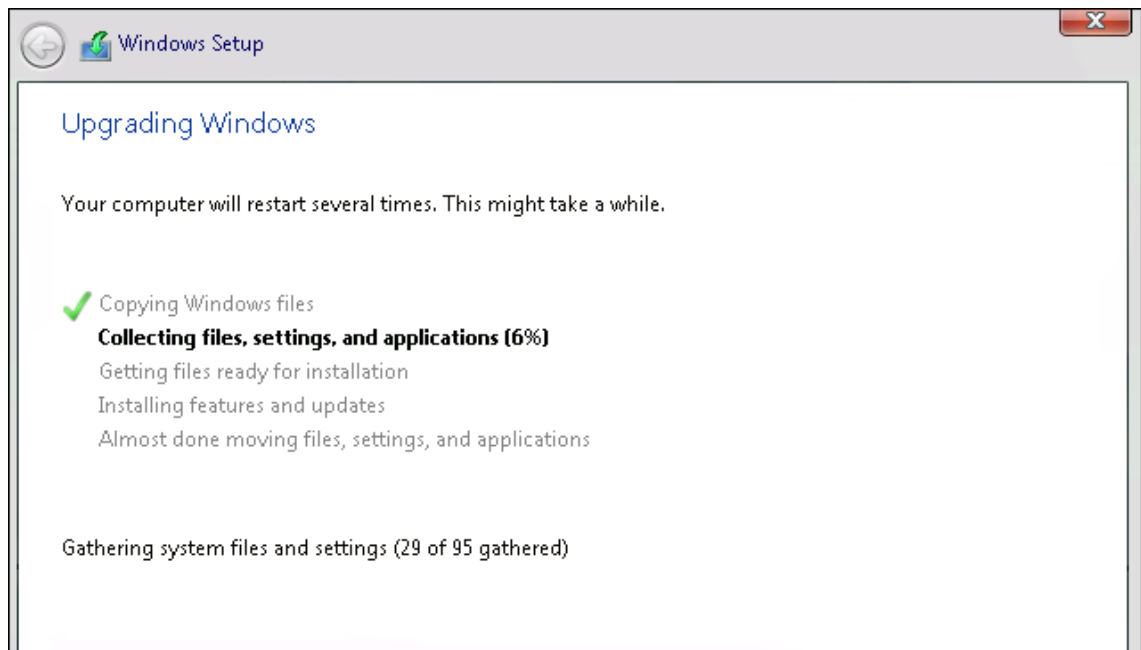 Windows Setup
Upgrading Windows
Your computer will restart several times. This might take a while.
Copying Windows files
Collecting files, settings, and applications (6%)
Getting files ready for installation
Installing features and updates
Almost done moving files, settings, and applications
Gathering system files and settings (29 of 95 gathered)